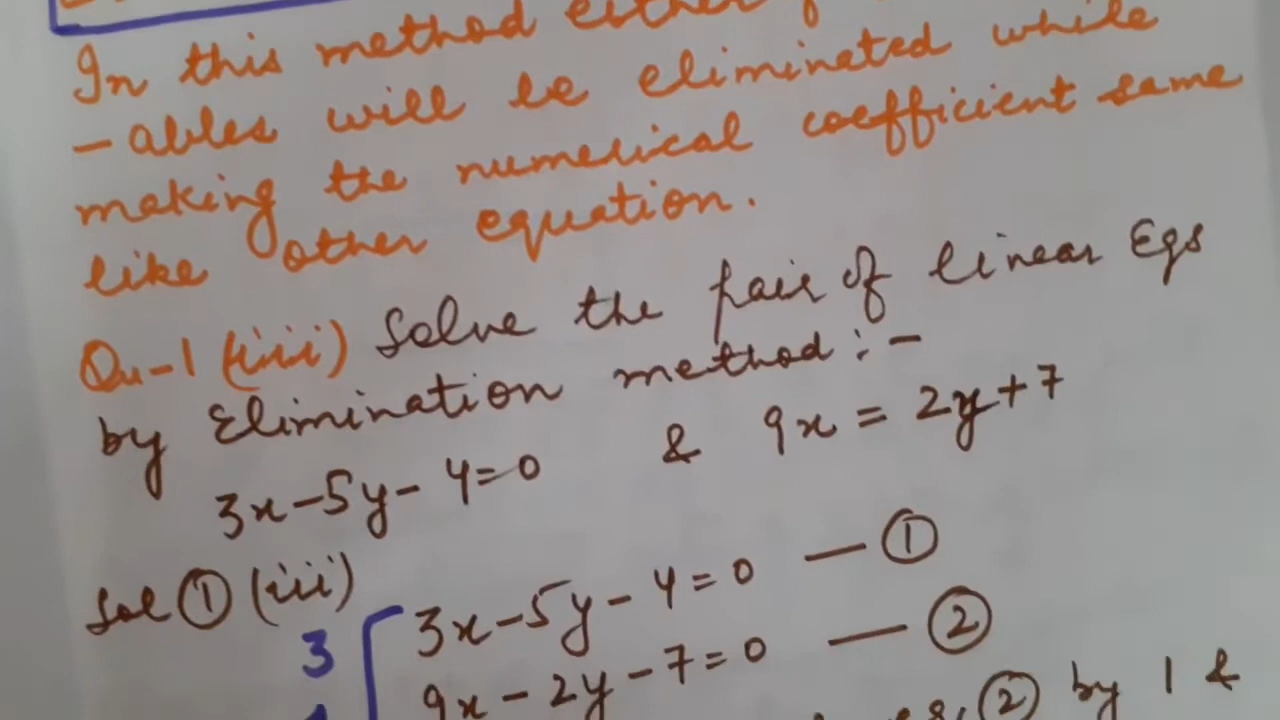 In this method either
- ables will be eliminated while
making the numerical coefficient same
like other equation.
Qu-1 (iii) Solve the pair of linear Eqs
by Elimination method :-
3x-5y-4=0 & 9x = 2y+7
Sol ① (iii)
3x-5y-4=0 — ①
3
9x-2y-7=0 — ②
② by 1 &